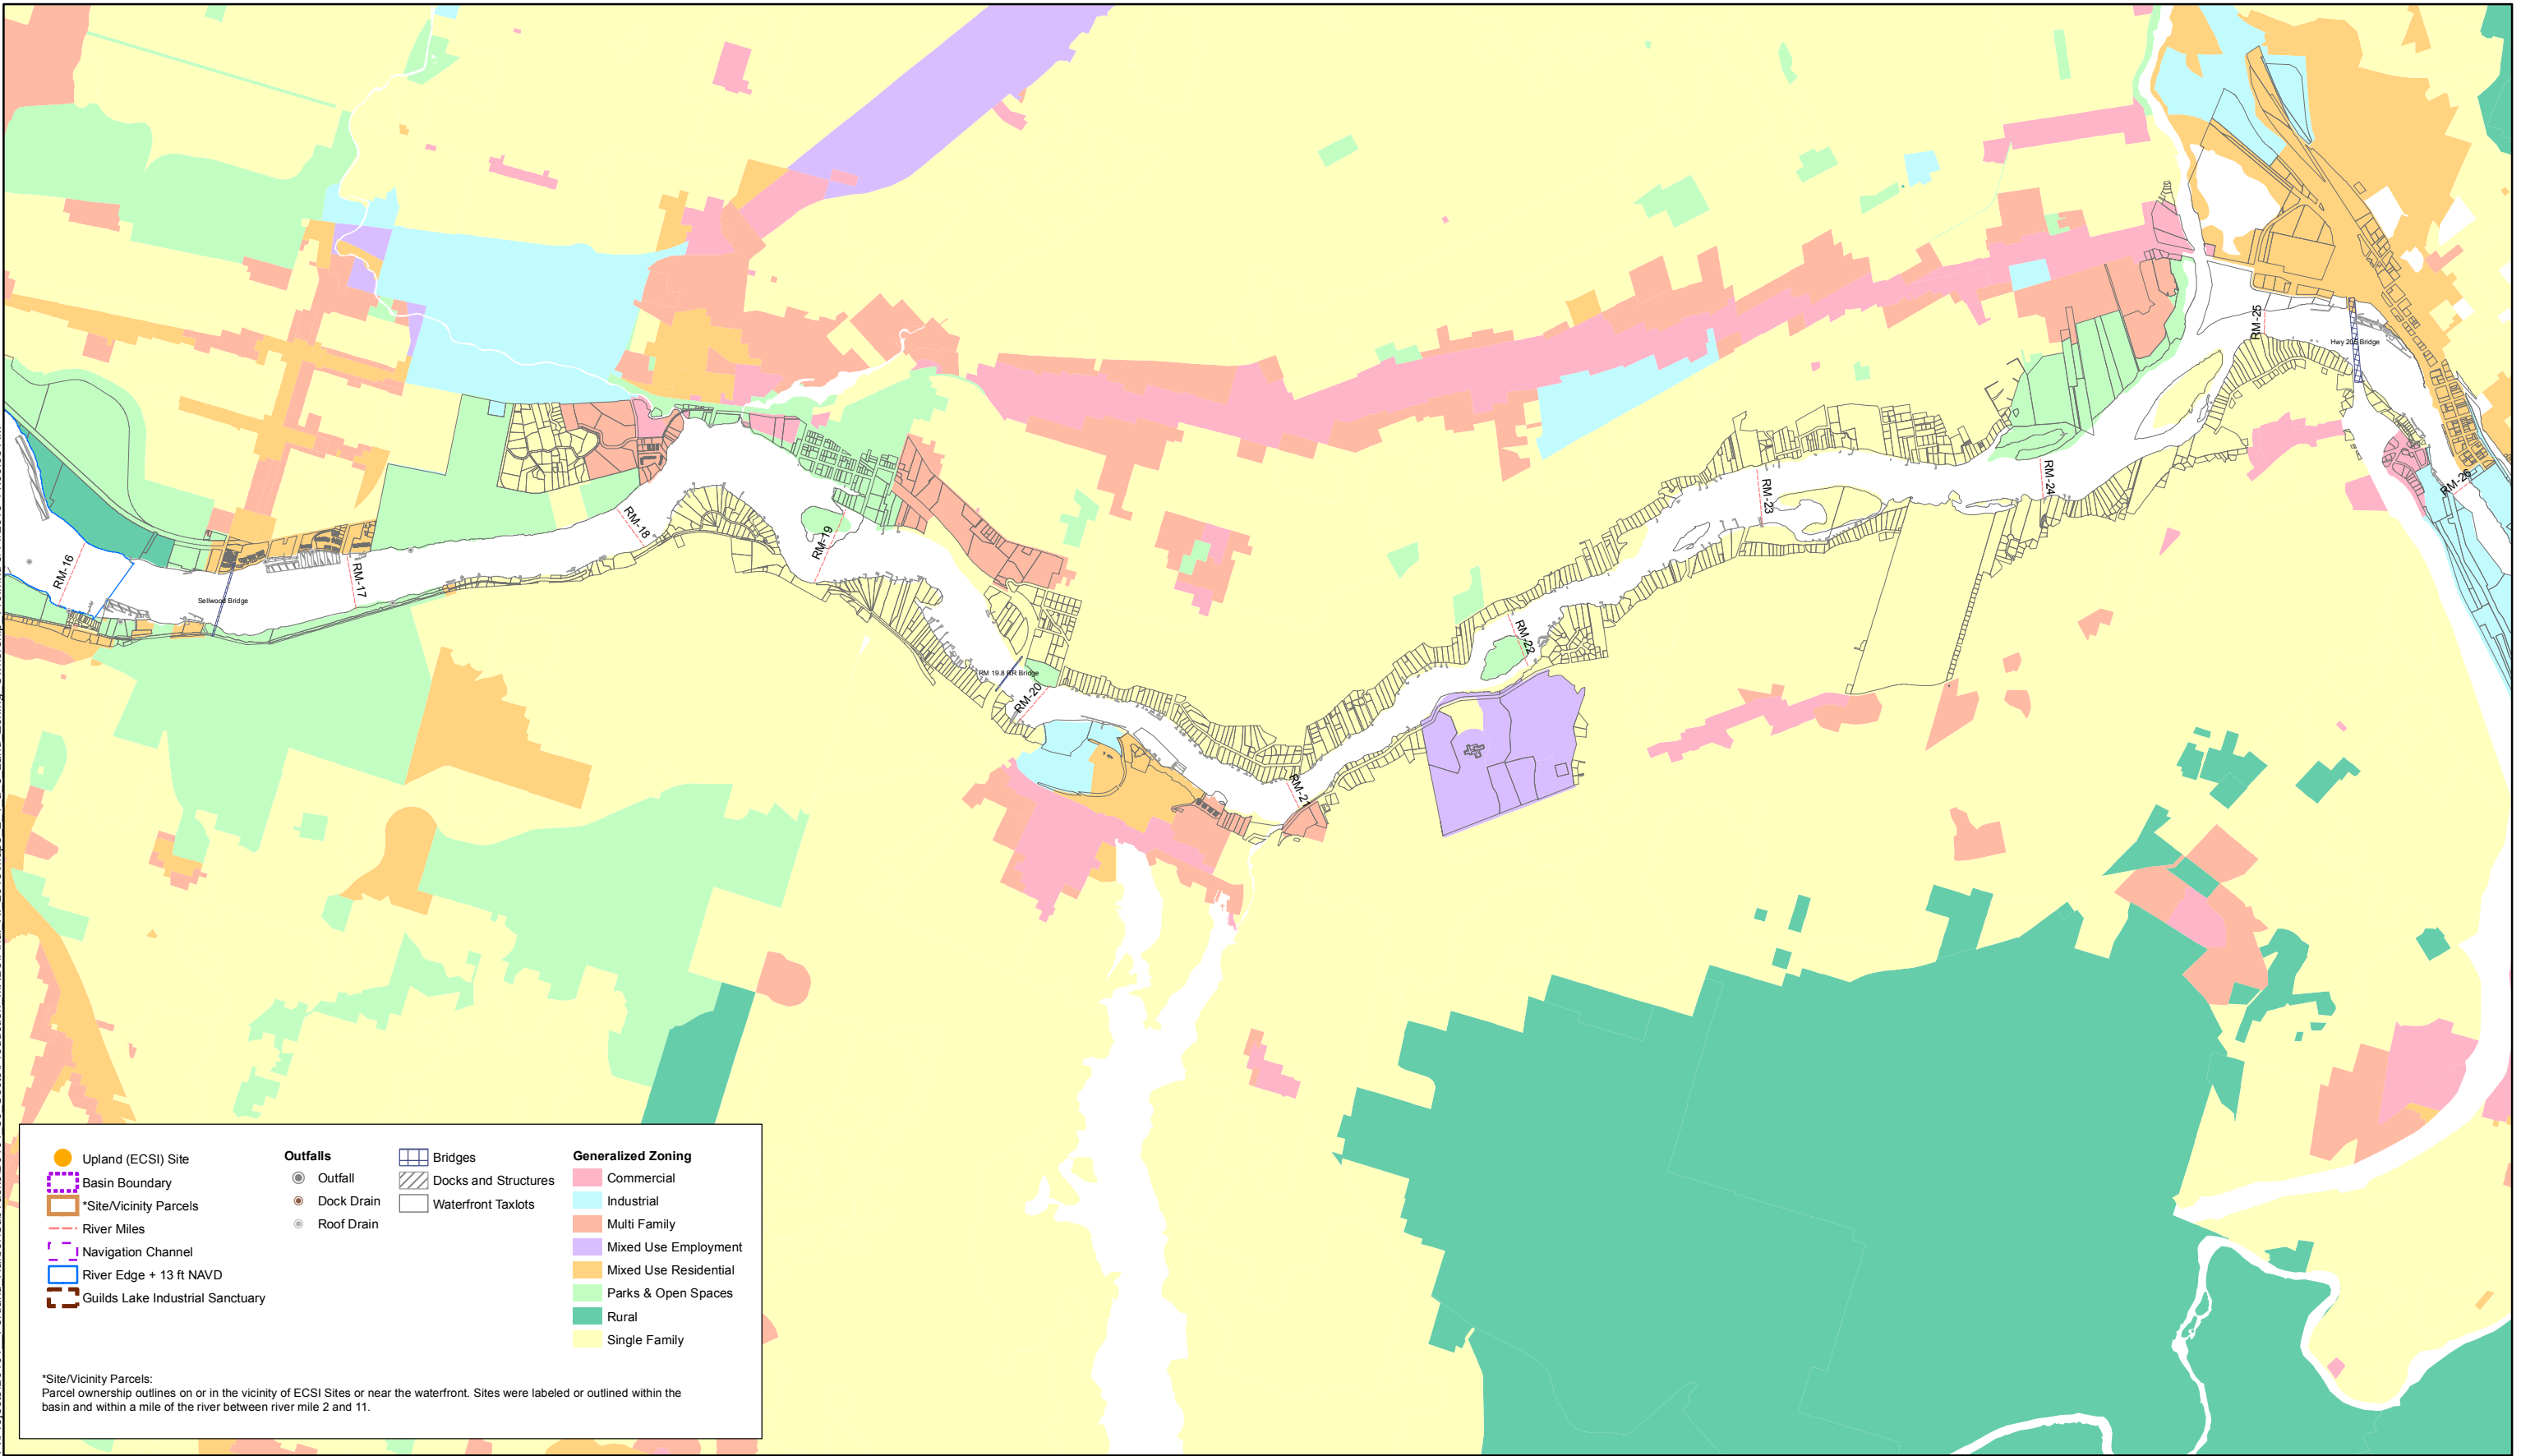 RM-16
Sellwood Bridge
RM-17
RM-18
RM-19
RM 19.8 RR Bridge
RM-20
RM-21
RM-22
RM-23
RM-24
RM-25
Hwy 205 Bridge
RM-26
Upland (ECSI) Site
Basin Boundary
*Site/Vicinity Parcels
River Miles
Navigation Channel
River Edge + 13 ft NAVD
Guilds Lake Industrial Sanctuary
Outfalls
Outfall
Dock Drain
Roof Drain
Bridges
Docks and Structures
Waterfront Taxlots
Generalized Zoning
Commercial
Industrial
Multi Family
Mixed Use Employment
Mixed Use Residential
Parks & Open Spaces
Rural
Single Family
*Site/Vicinity Parcels:
Parcel ownership outlines on or in the vicinity of ECSI Sites or near the waterfront. Sites were labeled or outlined within the
basin and within a mile of the river between river mile 2 and 11.